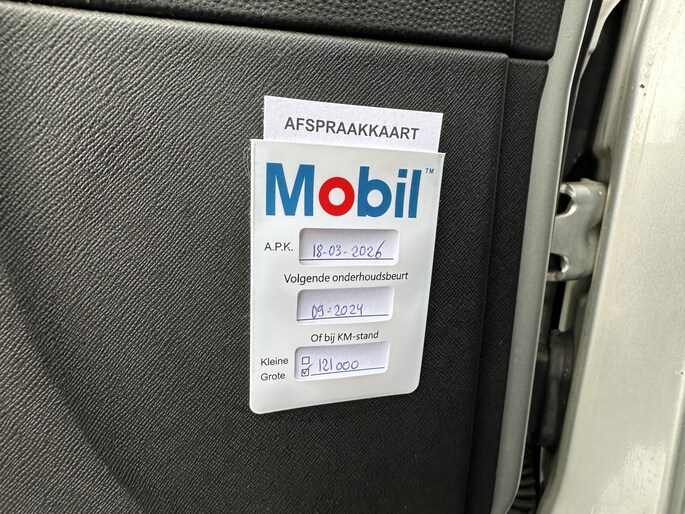 AFSPRAAKKAART
Mobil™
A.P.K. 18-03-2026
Volgende onderhoudsbeurt
09-2024
Of bij KM-stand
Kleine ☐
Grote ☑ 121000